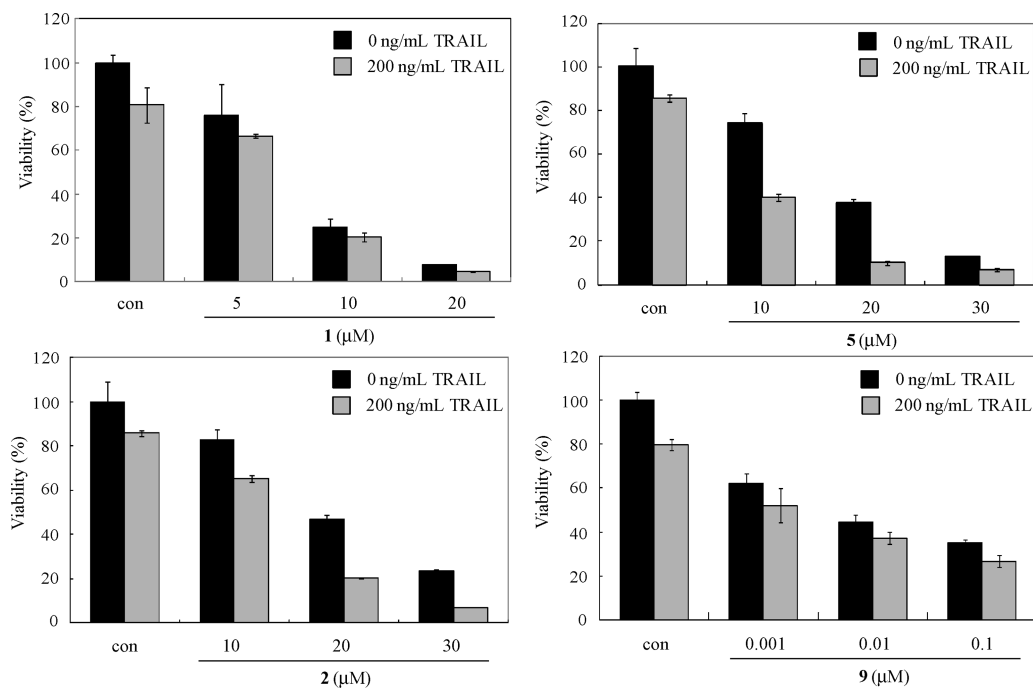 120
100
80
60
40
20
0
Viability (%)
0 ng/mL TRAIL
200 ng/mL TRAIL
con 5 10 20
1 (μM)
120
100
80
60
40
20
0
Viability (%)
0 ng/mL TRAIL
200 ng/mL TRAIL
con 10 20 30
5 (μM)
120
100
80
60
40
20
0
Viability (%)
0 ng/mL TRAIL
200 ng/mL TRAIL
con 10 20 30
2 (μM)
120
100
80
60
40
20
0
Viability (%)
0 ng/mL TRAIL
200 ng/mL TRAIL
con 0.001 0.01 0.1
9 (μM)